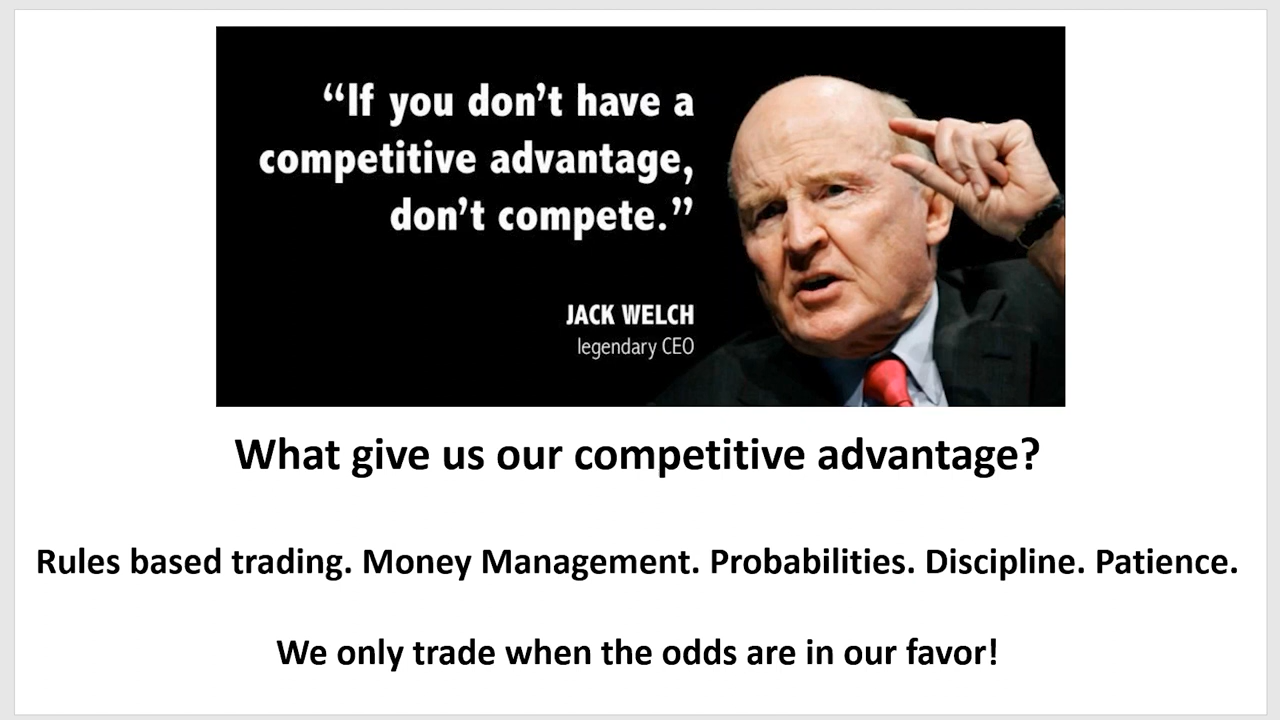 “If you don’t have a
competitive advantage,
don’t compete.”
JACK WELCH
legendary CEO
What give us our competitive advantage?
Rules based trading. Money Management. Probabilities. Discipline. Patience.
We only trade when the odds are in our favor!